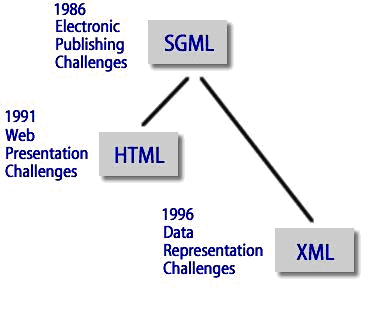 1986
Electronic
Publishing
Challenges
SGML
1991
Web
Presentation
Challenges
HTML
1996
Data
Representation
Challenges
XML